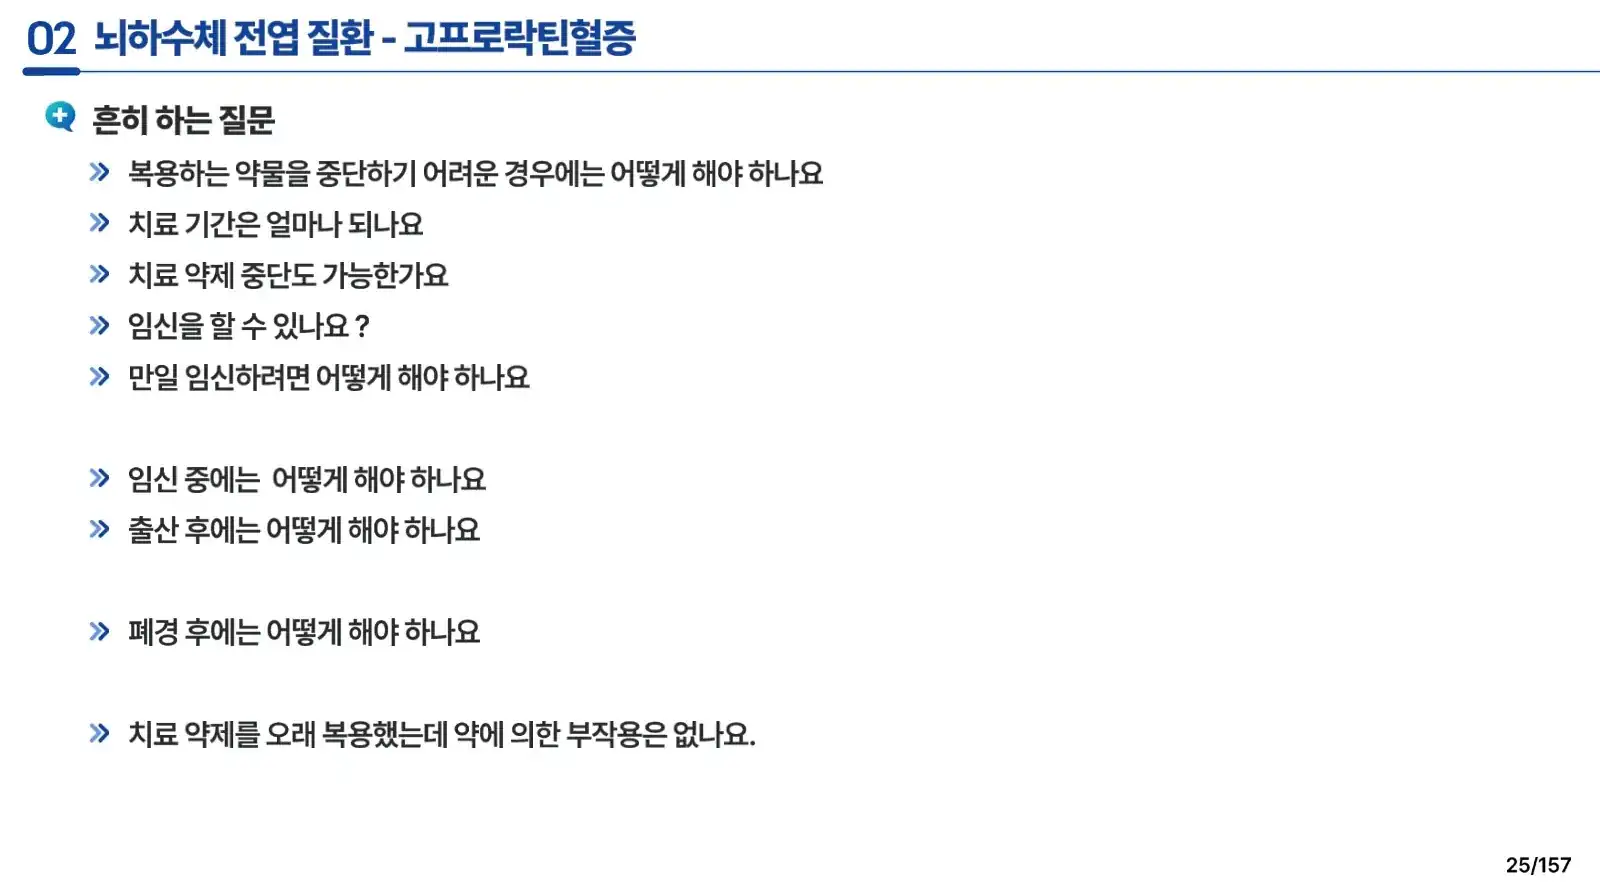 02 뇌하수체 전엽 질환 - 고프로락틴혈증
흔히 하는 질문
복용하는 약물을 중단하기 어려운 경우에는 어떻게 해야 하나요
치료 기간은 얼마나 되나요
치료 약제 중단도 가능한가요
임신을 할 수 있나요 ?
만일 임신하려면 어떻게 해야 하나요
임신 중에는 어떻게 해야 하나요
출산 후에는 어떻게 해야 하나요
폐경 후에는 어떻게 해야 하나요
치료 약제를 오래 복용했는데 약에 의한 부작용은 없나요.
25/157